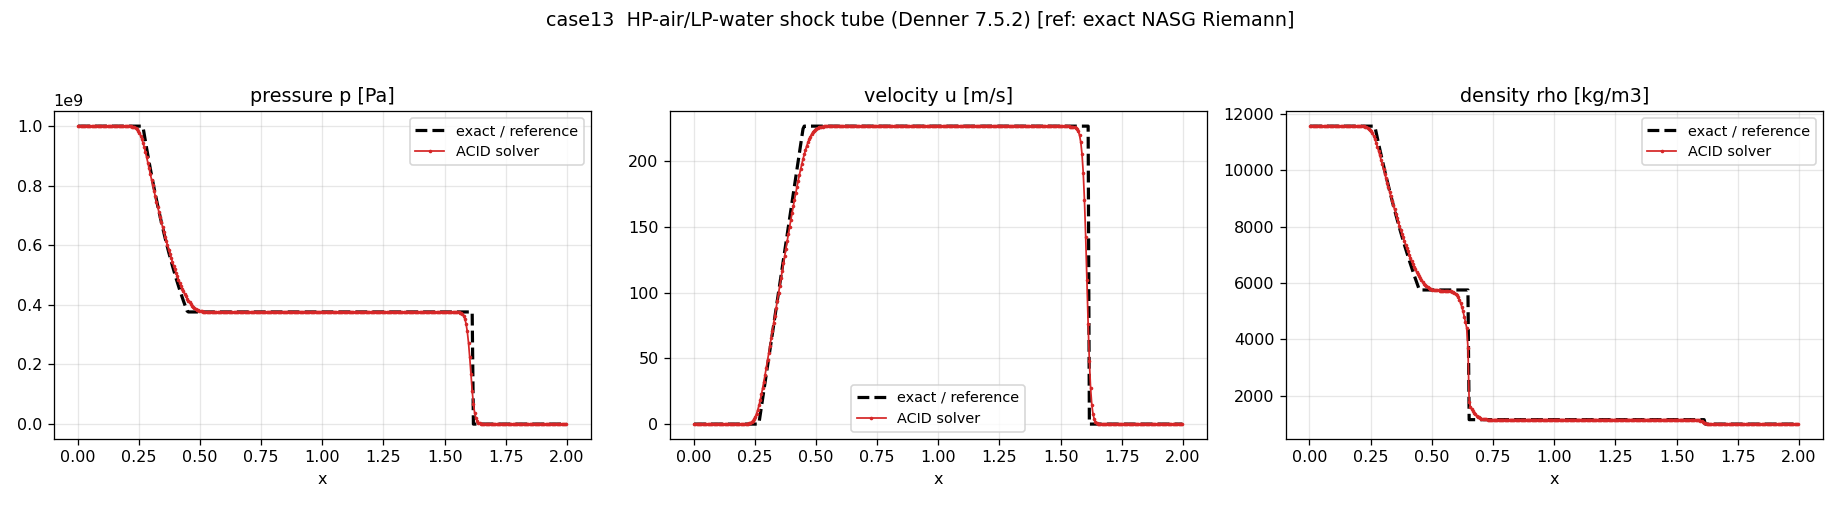 case13  HP-air/LP-water shock tube (Denner 7.5.2) [ref: exact NASG Riemann]
pressure p [Pa]
1e9
1.0
0.8
0.6
0.4
0.2
0.0
exact / reference
ACID solver
0.00 0.25 0.50 0.75 1.00 1.25 1.50 1.75 2.00
x
velocity u [m/s]
200
150
100
50
0
exact / reference
ACID solver
0.00 0.25 0.50 0.75 1.00 1.25 1.50 1.75 2.00
x
density rho [kg/m3]
12000
10000
8000
6000
4000
2000
exact / reference
ACID solver
0.00 0.25 0.50 0.75 1.00 1.25 1.50 1.75 2.00
x